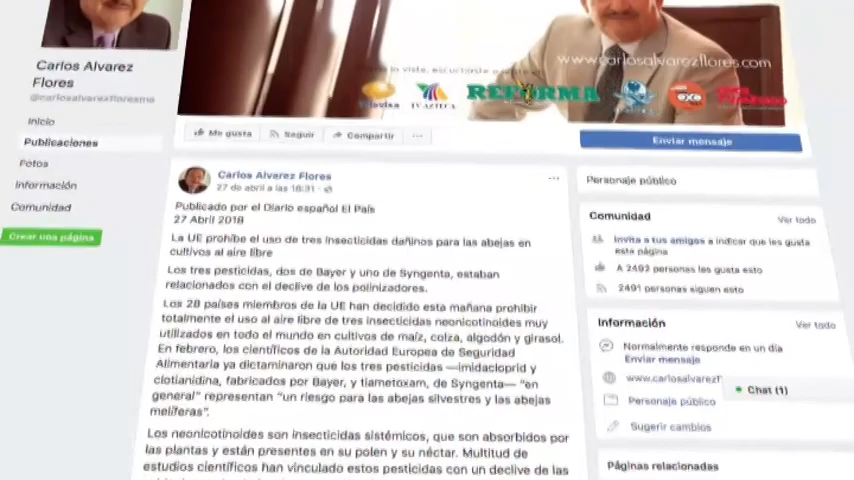 Carlos Alvarez
Flores
@carlosalvarezfloresma
Inicio
Publicaciones
Fotos
Información
Comunidad
Crear una página
www.carlosalvarezflores.com
TV AZTECA
REFORMA
Me gusta
Seguir
Compartir
Enviar mensaje
Carlos Alvarez Flores
27 de abril a las 18:31
Publicado por el Diario español El País
27 Abril 2018
La UE prohíbe el uso de tres insecticidas dañinos para las abejas en
cultivos al aire libre
Los tres pesticidas, dos de Bayer y uno de Syngenta, estaban
relacionados con el declive de los polinizadores.
Los 28 países miembros de la UE han decidido esta mañana prohibir
totalmente el uso al aire libre de tres insecticidas neonicotinoides muy
utilizados en todo el mundo en cultivos de maíz, colza, algodón y girasol.
En febrero, los científicos de la Autoridad Europea de Seguridad
Alimentaria ya dictaminaron que los tres pesticidas —imidacloprid y
clotianidina, fabricados por Bayer, y tiametoxam, de Syngenta— “en
general” representan “un riesgo para las abejas silvestres y las abejas
melíferas”.
Los neonicotinoides son insecticidas sistémicos, que son absorbidos por
las plantas y están presentes en su polen y su néctar. Multitud de
estudios científicos han vinculado estos pesticidas con un declive de las
Personaje público
Comunidad
Ver todo
Invita a tus amigos a indicar que les gusta
esta página
A 2492 personas les gusta esto
2491 personas siguen esto
Información
Ver todo
Normalmente responde en un día
Enviar mensaje
www.carlosalvarezf
Chat (1)
Personaje público
Sugerir cambios
Páginas relacionadas